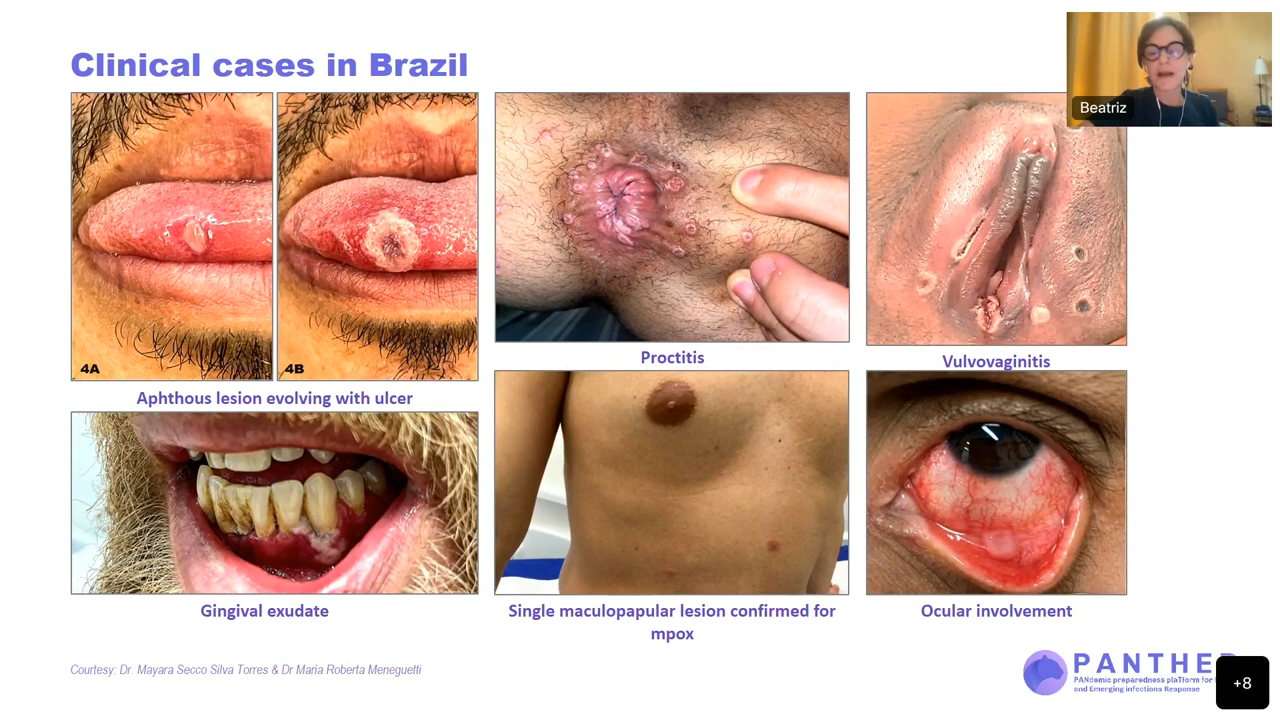 Clinical cases in Brazil
Beatriz
4A
4B
Proctitis
Vulvovaginitis
Aphthous lesion evolving with ulcer
Gingival exudate
Single maculopapular lesion confirmed for
mpox
Ocular involvement
Courtesy: Dr. Mayara Secco Silva Torres & Dr Maria Roberta Meneguetti
PANTHE
PANdemic preparedness plaTform for
and Emerging infections Response
+8